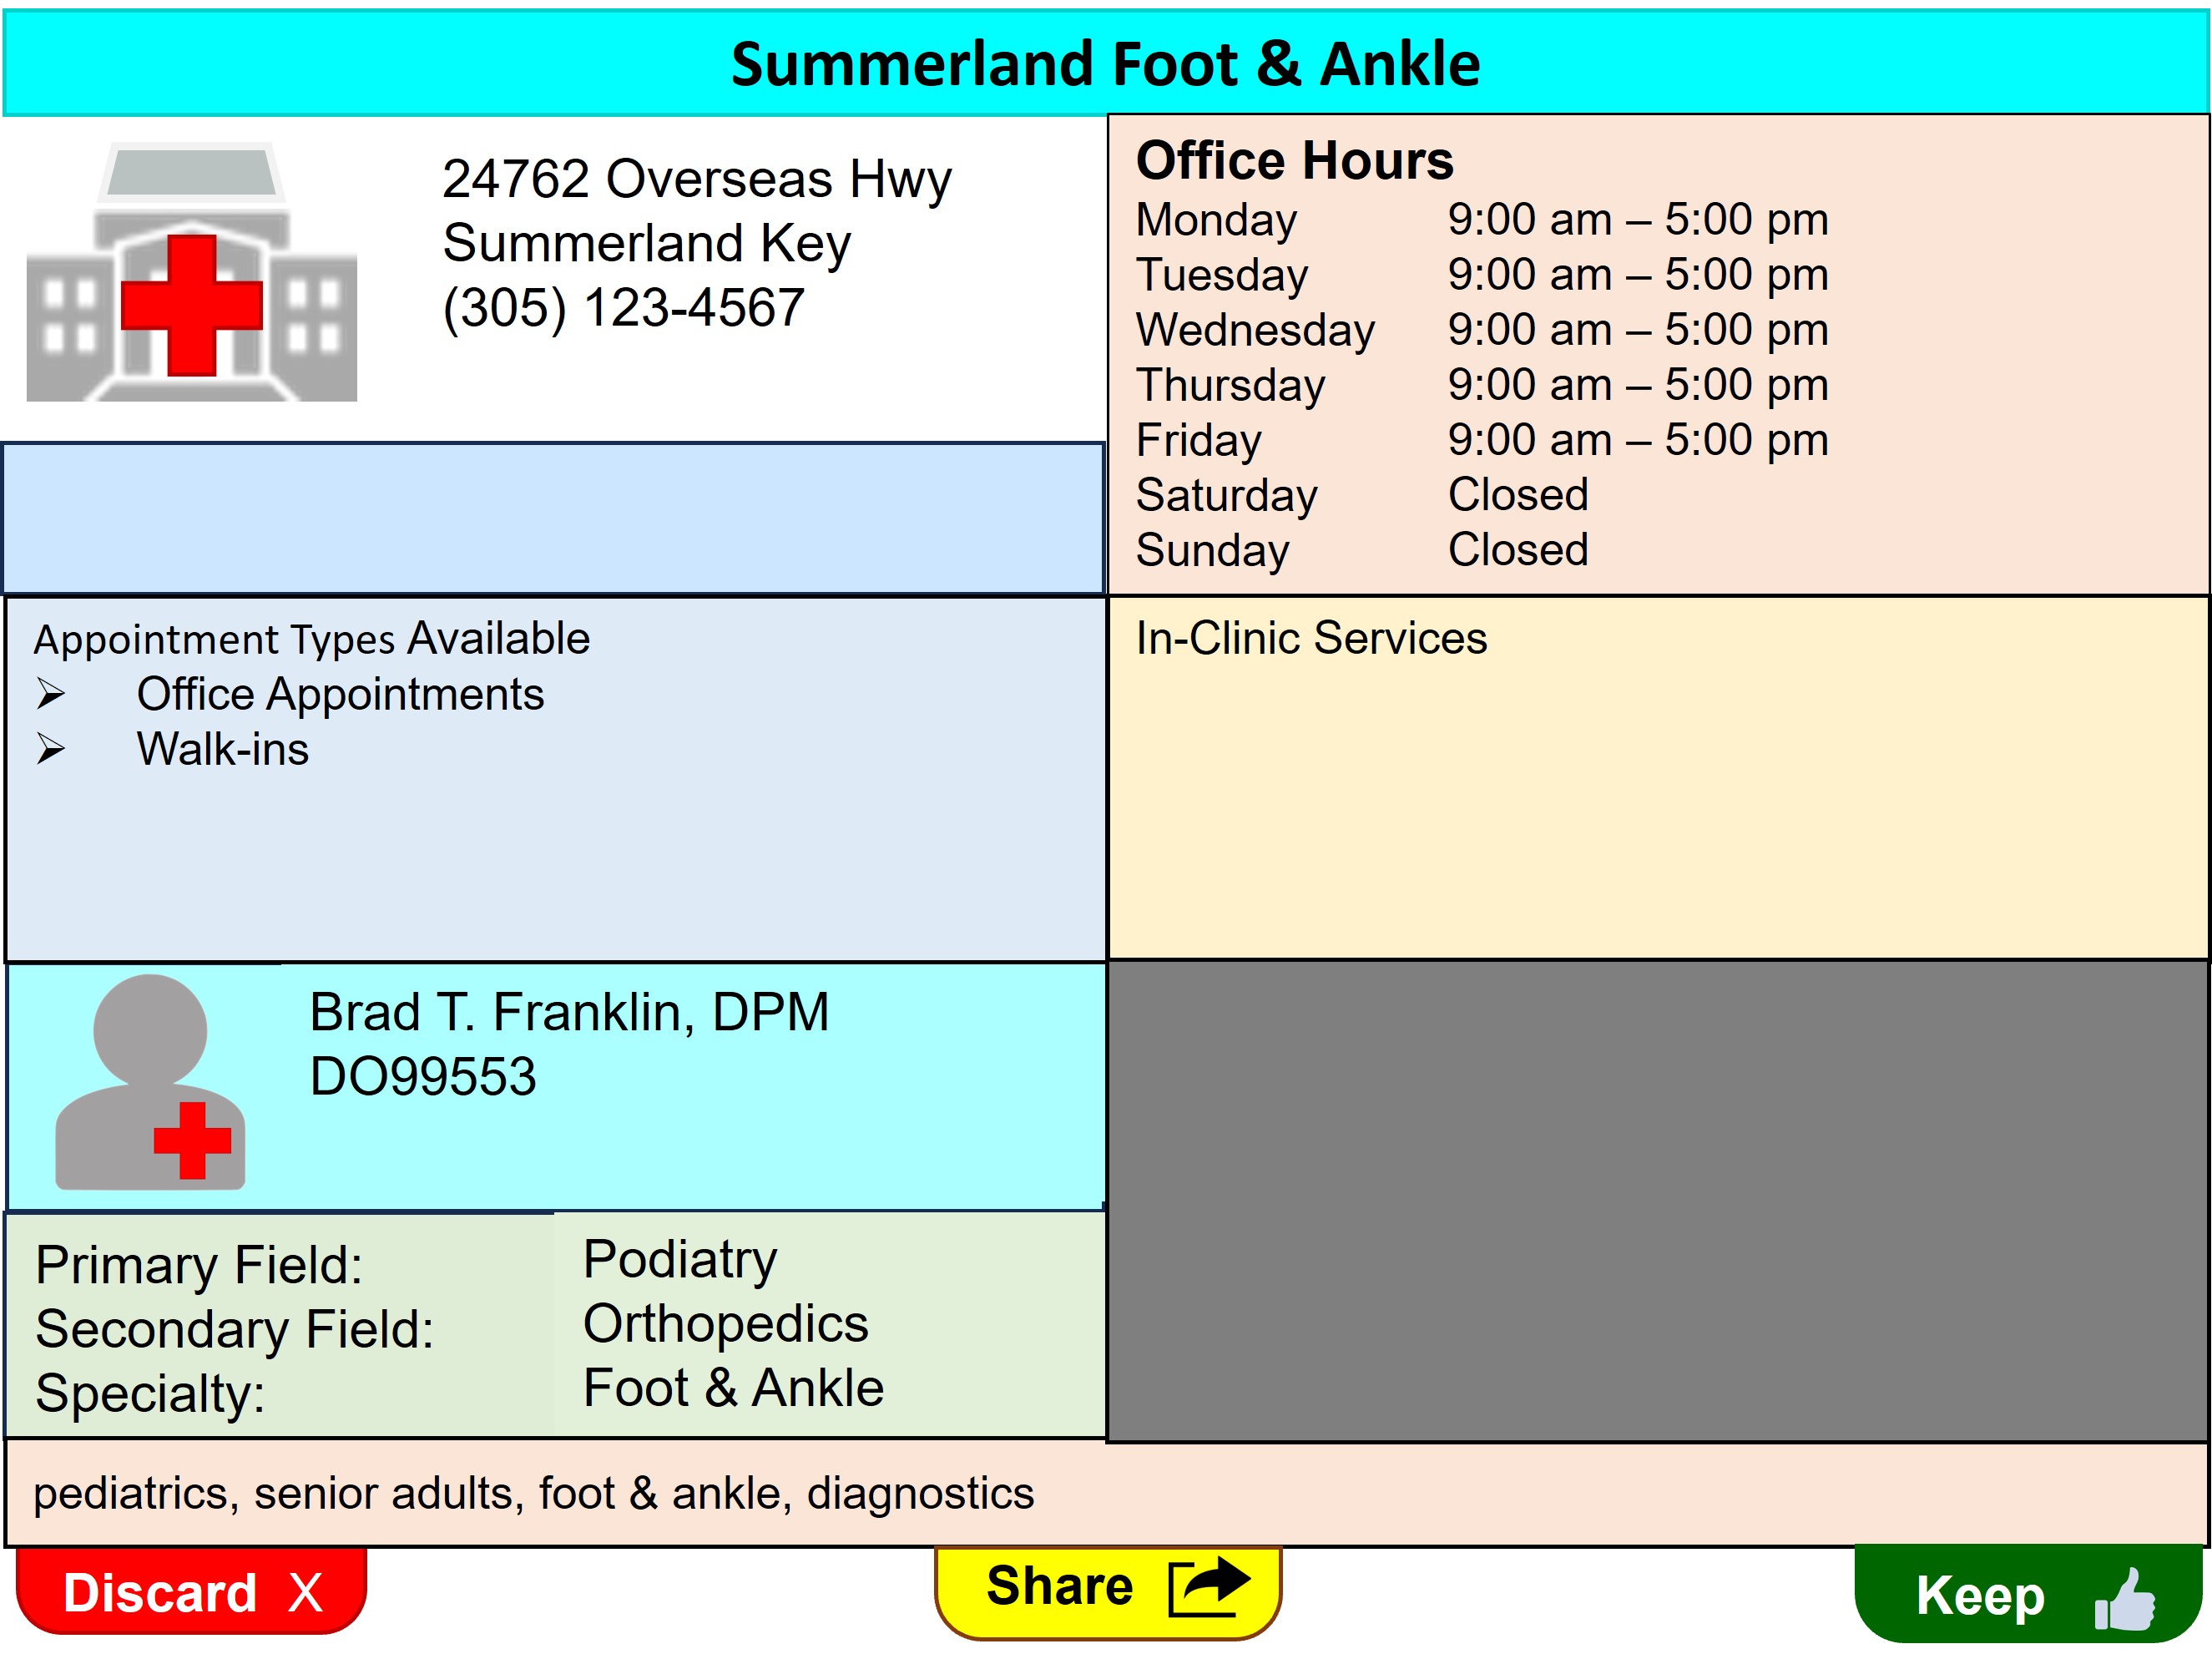 Summerland Foot & Ankle
24762 Overseas Hwy
Summerland Key
(305) 123-4567
Office Hours
Monday 9:00 am – 5:00 pm
Tuesday 9:00 am – 5:00 pm
Wednesday 9:00 am – 5:00 pm
Thursday 9:00 am – 5:00 pm
Friday 9:00 am – 5:00 pm
Saturday Closed
Sunday Closed
Appointment Types Available
➢ Office Appointments
➢ Walk-ins
In-Clinic Services
Brad T. Franklin, DPM
DO99553
Primary Field: Podiatry
Secondary Field: Orthopedics
Specialty: Foot & Ankle
pediatrics, senior adults, foot & ankle, diagnostics
Discard X
Share
Keep